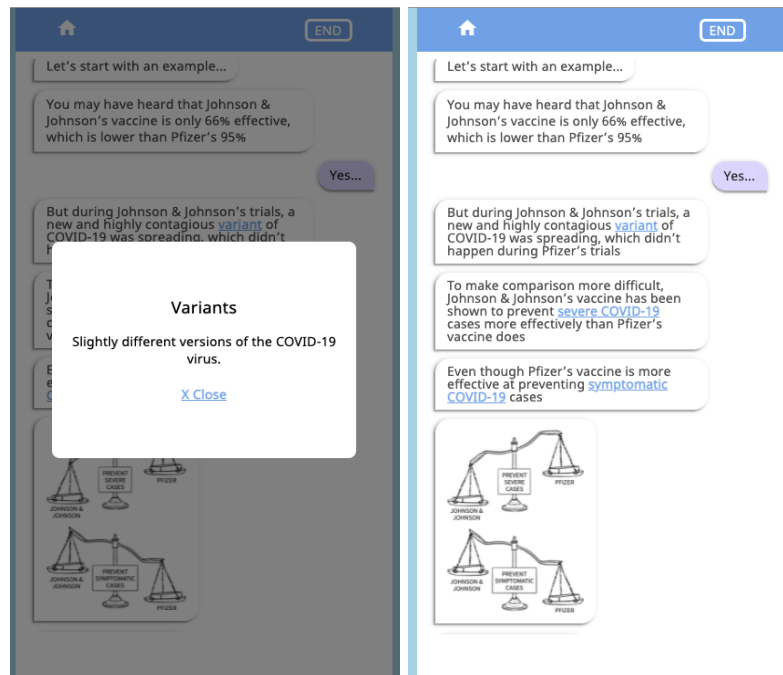 END
Let's start with an example...
You may have heard that Johnson &
Johnson's vaccine is only 66% effective,
which is lower than Pfizer's 95%
Yes...
But during Johnson & Johnson's trials, a
new and highly contagious variant of
COVID-19 was spreading, which didn't
Variants
Slightly different versions of the COVID-19
virus.
X Close
PREVENT
SEVERE
CASES
PFIZER
JOHNSON &
JOHNSON
PREVENT
SYMPTOMATIC
CASES
JOHNSON &
JOHNSON
PFIZER
END
Let's start with an example...
You may have heard that Johnson &
Johnson's vaccine is only 66% effective,
which is lower than Pfizer's 95%
Yes...
But during Johnson & Johnson's trials, a
new and highly contagious variant of
COVID-19 was spreading, which didn't
happen during Pfizer's trials
To make comparison more difficult,
Johnson & Johnson's vaccine has been
shown to prevent severe COVID-19
cases more effectively than Pfizer's
vaccine does
Even though Pfizer's vaccine is more
effective at preventing symptomatic
COVID-19 cases
PREVENT
SEVERE
CASES
PFIZER
JOHNSON &
JOHNSON
PREVENT
SYMPTOMATIC
CASES
JOHNSON &
JOHNSON
PFIZER